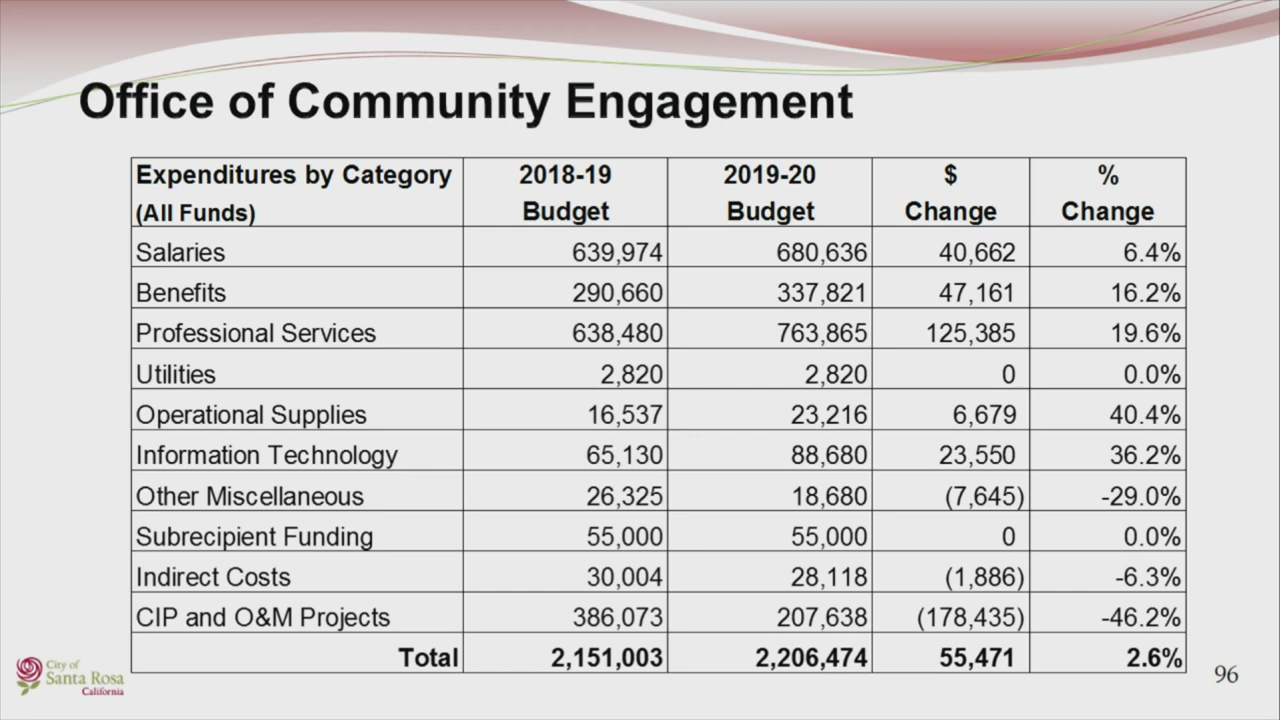 Office of Community Engagement
Expenditures by Category (All Funds) 2018-19 Budget 2019-20 Budget $ Change % Change
Salaries 639,974 680,636 40,662 6.4%
Benefits 290,660 337,821 47,161 16.2%
Professional Services 638,480 763,865 125,385 19.6%
Utilities 2,820 2,820 0 0.0%
Operational Supplies 16,537 23,216 6,679 40.4%
Information Technology 65,130 88,680 23,550 36.2%
Other Miscellaneous 26,325 18,680 (7,645) -29.0%
Subrecipient Funding 55,000 55,000 0 0.0%
Indirect Costs 30,004 28,118 (1,886) -6.3%
CIP and O&M Projects 386,073 207,638 (178,435) -46.2%
Total 2,151,003 2,206,474 55,471 2.6%
City of
Santa Rosa
California
96